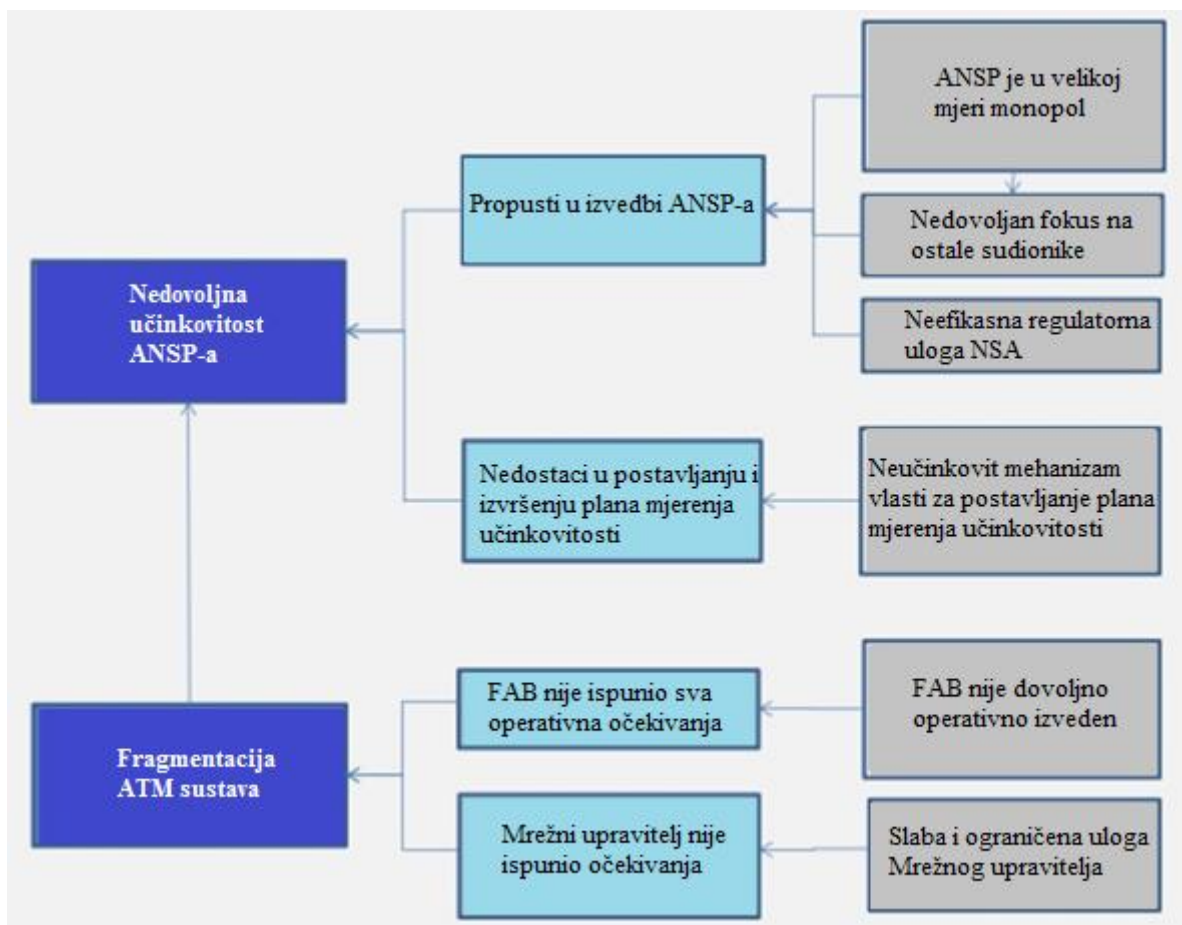 ANSP je u velikoj
mjeri monopol
Propusti u izvedbi ANSP-a
Nedovoljan fokus na
ostale sudionike
Neefikasna regulatorna
uloga NSA
Nedovoljna
učinkovitost
ANSP-a
Nedostaci u postavljanju i
izvršenju plana mjerenja
učinkovitosti
Neučinkovit mehanizam
vlasti za postavljanje plana
mjerenja učinkovitosti
FAB nije ispunio sva
operativna očekivanja
FAB nije dovoljno
operativno izveden
Fragmentacija
ATM sustava
Mrežni upravitelj nije
ispunio očekivanja
Slaba i ograničena uloga
Mrežnog upravitelja